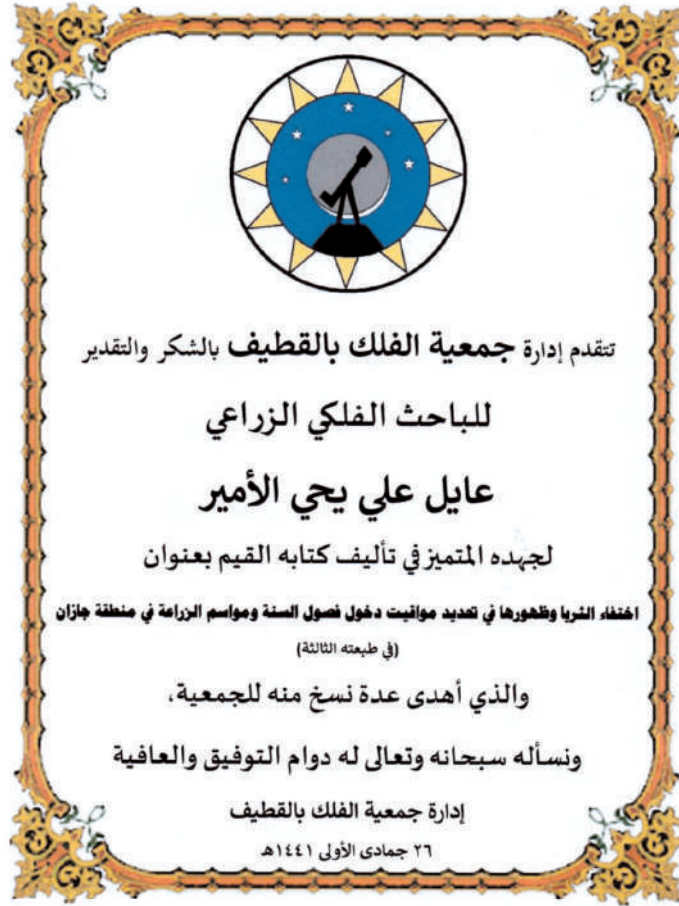 تتقدم إدارة جمعية الفلك بالقطيف بالشكر والتقدير
للباحث الفلكي الزراعي
عايل علي يحي الأمير
لجهده المتميز في تأليف كتابه القيم بعنوان
اختفاء الثريا وظهورها في تحديد مواقيت دخول فصول السنة ومواسم الزراعة في منطقة جازان
(في طبعته الثالثة)
والذي أهدى عدة نسخ منه للجمعية،
ونسأله سبحانه وتعالى له دوام التوفيق والعافية
إدارة جمعية الفلك بالقطيف
٢٦ جمادى الأولى ١٤٤١هـ